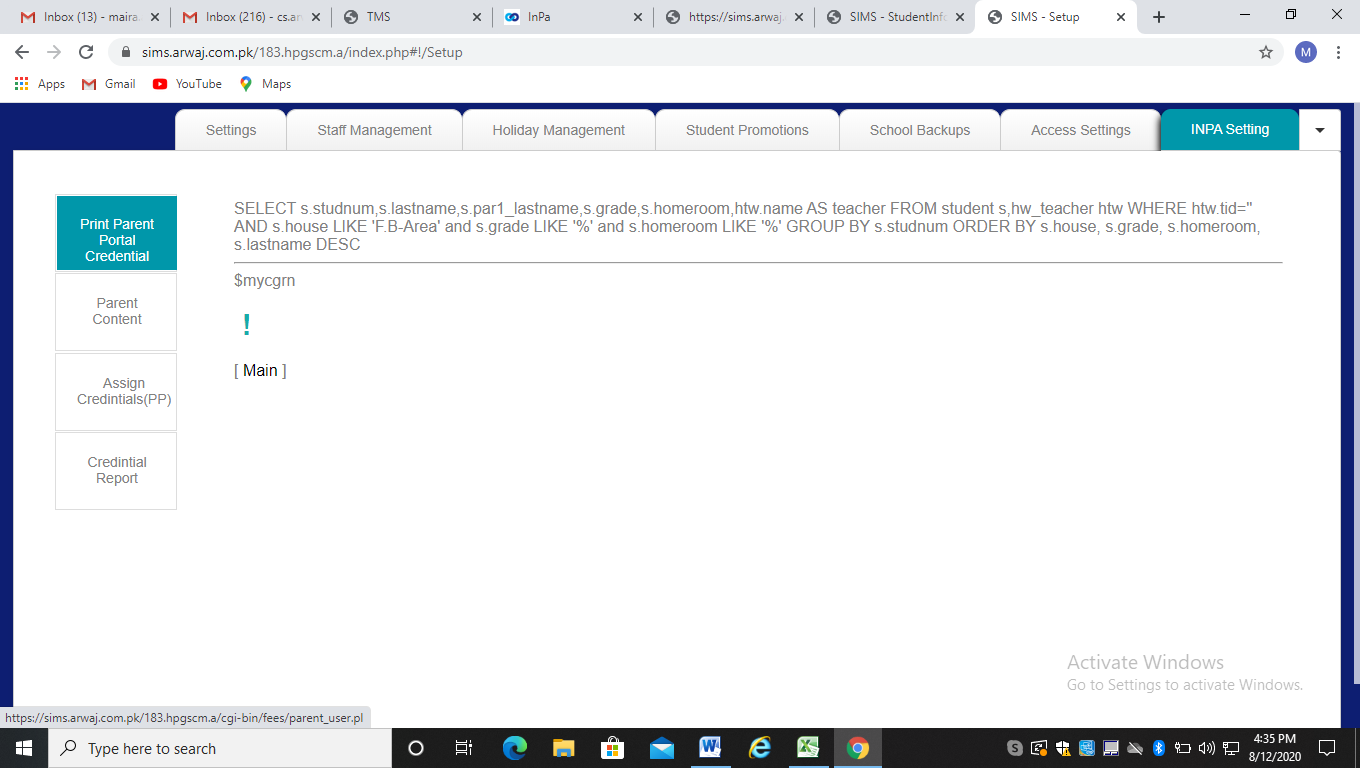 Inbox (13) - maira.
Inbox (216) - cs.an
TMS
InPa
https://sims.arwaj.
SIMS - StudentInfo
SIMS - Setup
sims.arwaj.com.pk/183.hpgscm.a/index.php#!/Setup
M
Apps
Gmail
YouTube
Maps
Settings
Staff Management
Holiday Management
Student Promotions
School Backups
Access Settings
INPA Setting
Print Parent
Portal
Credential
Parent
Content
Assign
Credintials(PP)
Credintial
Report
SELECT s.studnum,s.lastname,s.par1_lastname,s.grade,s.homeroom,htw.name AS teacher FROM student s,hw_teacher htw WHERE htw.tid=''
AND s.house LIKE 'F.B-Area' and s.grade LIKE '%' and s.homeroom LIKE '%' GROUP BY s.studnum ORDER BY s.house, s.grade, s.homeroom,
s.lastname DESC
$mycgrn
!
[ Main ]
Activate Windows
Go to Settings to activate Windows.
https://sims.arwaj.com.pk/183.hpgscm.a/cgi-bin/fees/parent_user.pl
Type here to search
4:35 PM
8/12/2020